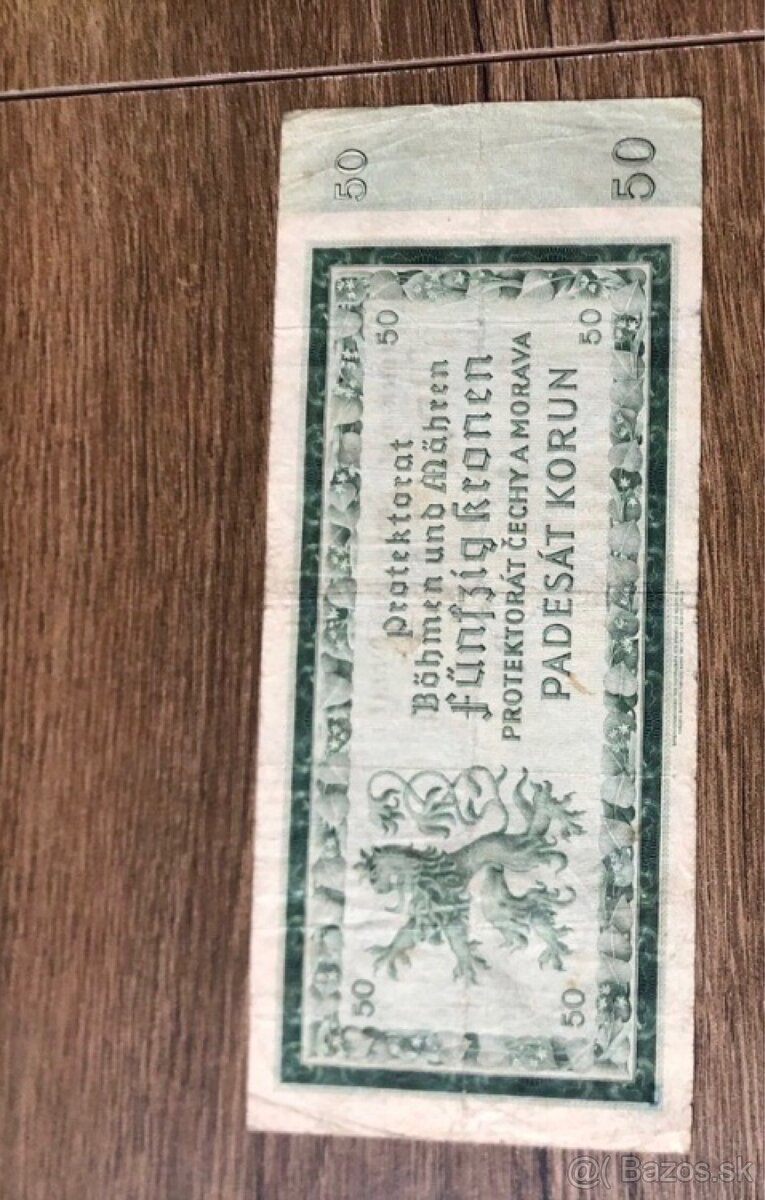 50
50
50
50
Protektorat
Böhmen und Mähren
Fünfzig Kronen
PROTEKTORÁT ČECHY A MORAVA
PADESÁT KORUN
50
50
@( Bazos.sk